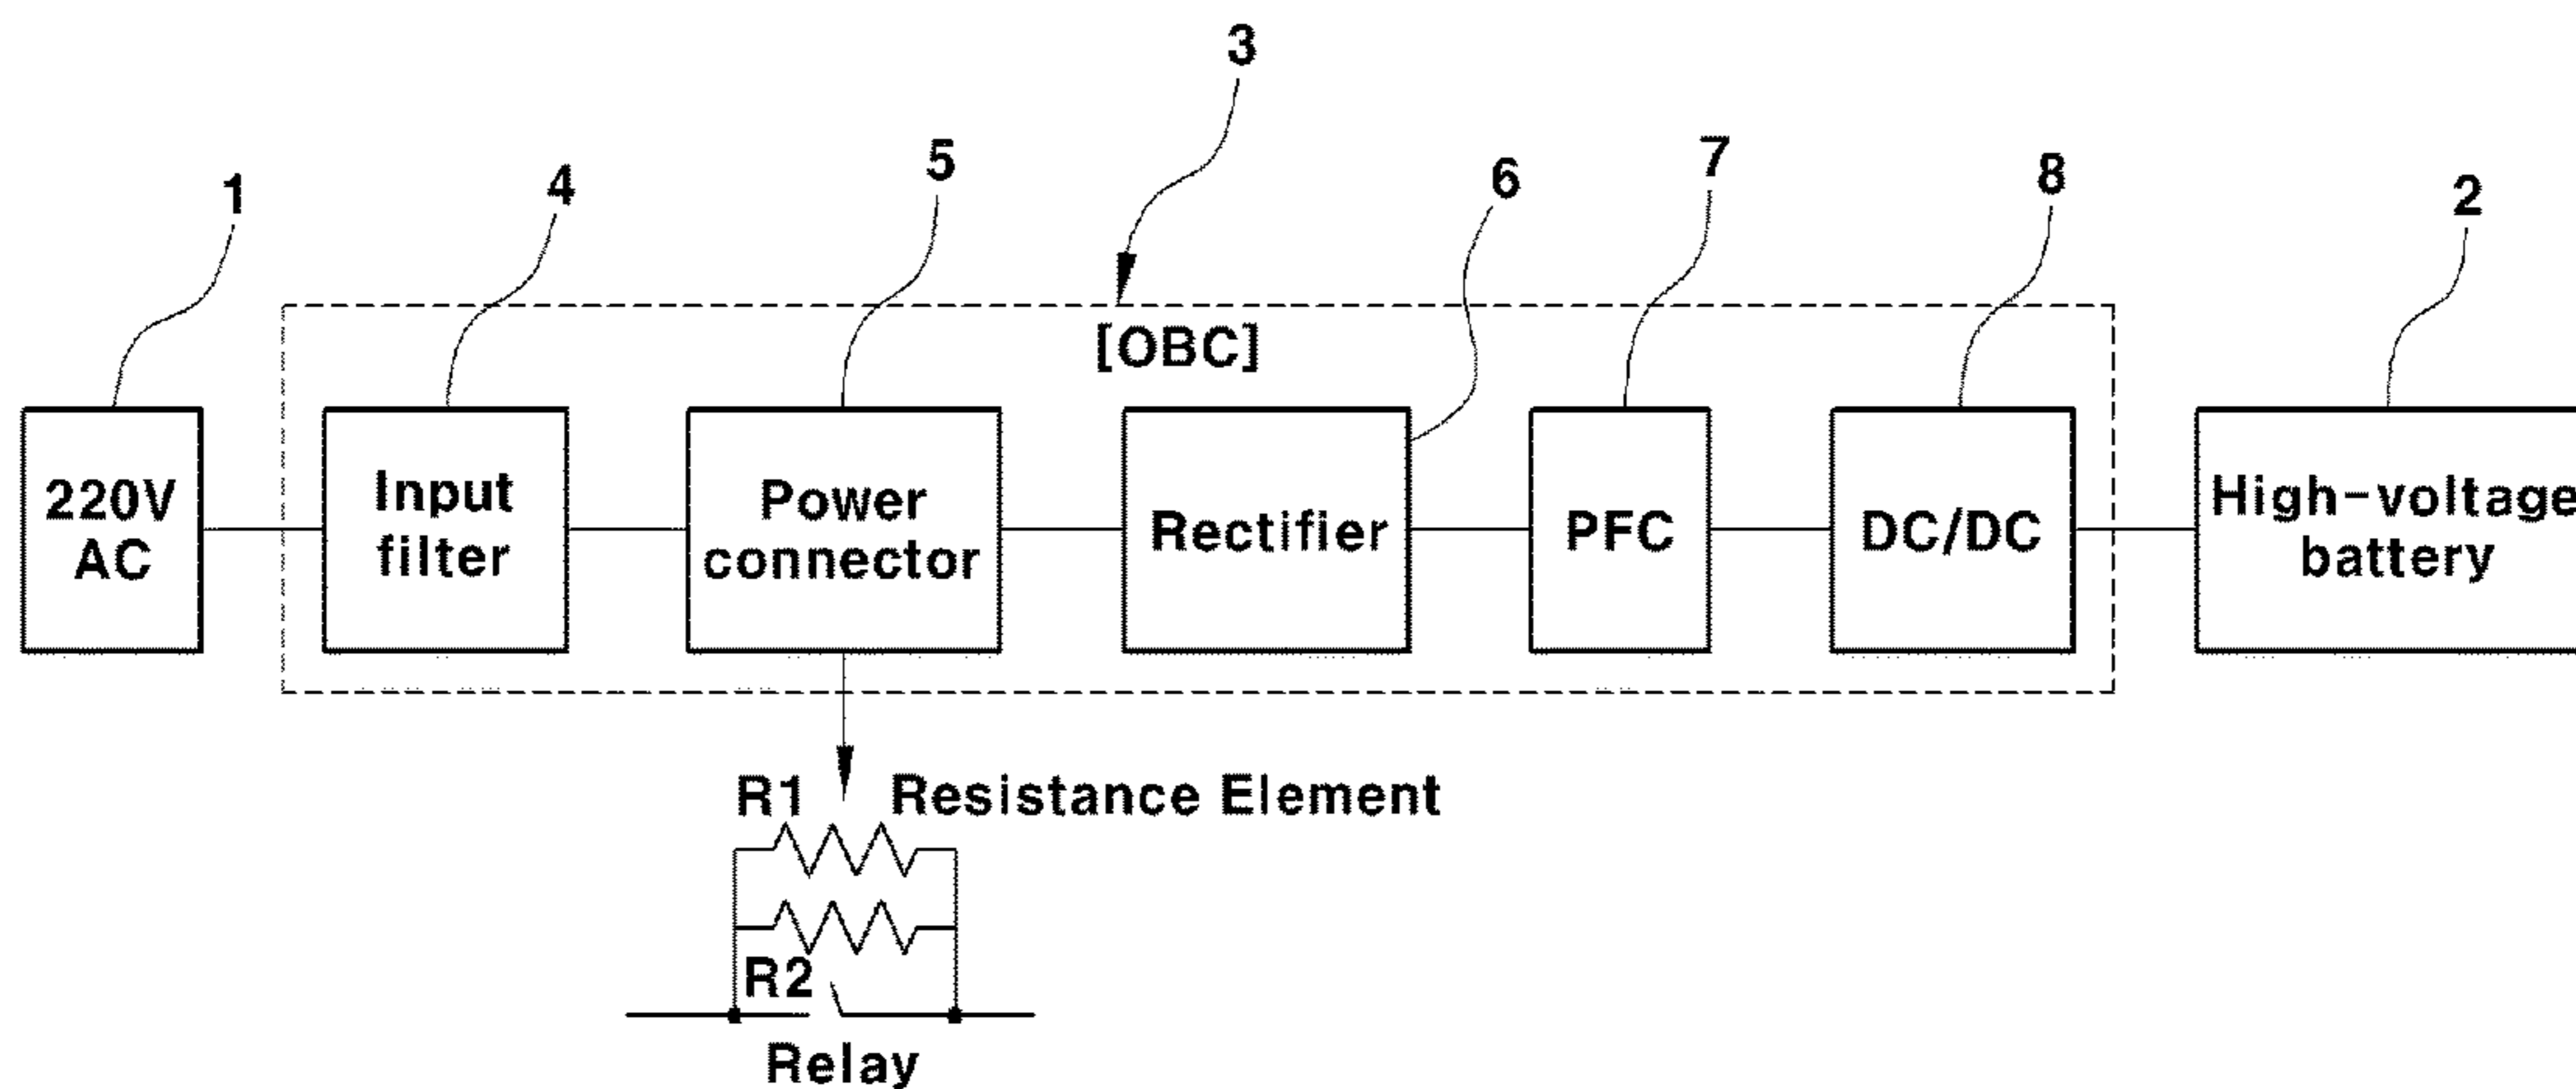 3
5
7
1
4
6
8
2
[OBC]
220V
AC
Input
filter
Power
connector
Rectifier
PFC
DC/DC
High-voltage
battery
R1 Resistance Element
R2
Relay